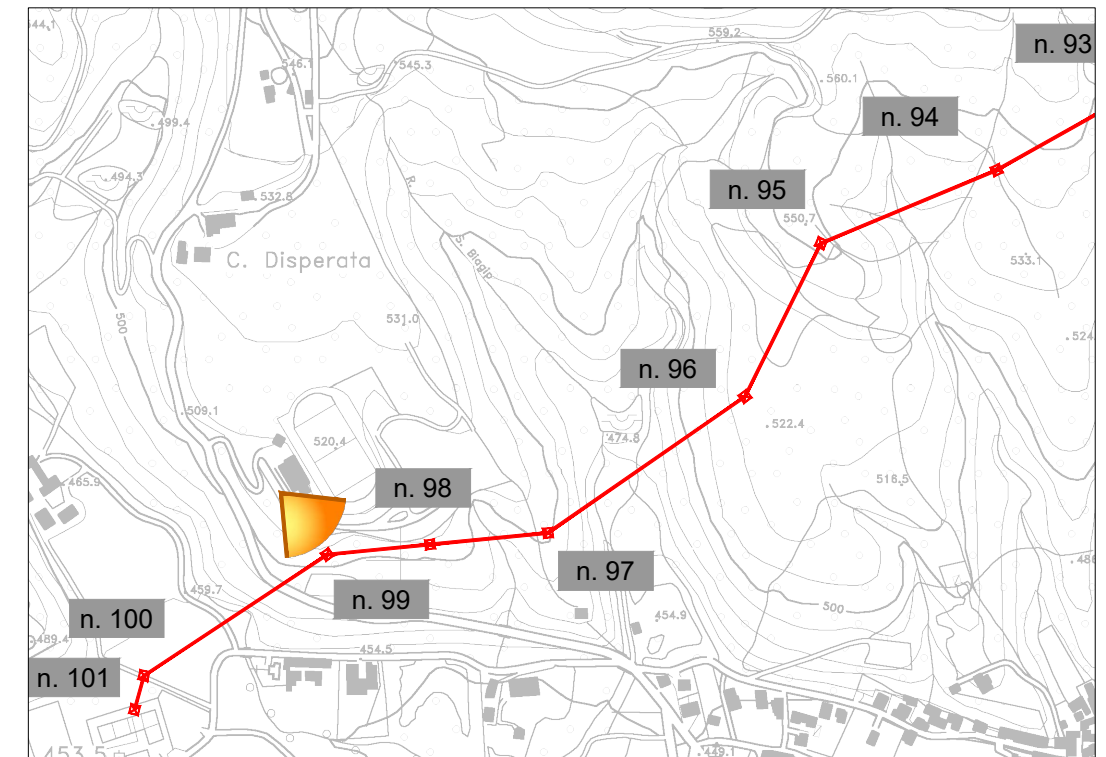 544.1
559.2
n. 93
546.1
545.3
560.1
499.4
n. 94
494.3
R.
n. 95
532.8
550.7
S. Biagio
C. Disperata
533.1
500
531.0
n. 96
509.1
522.4
520.4
474.8
465.9
n. 98
518.5
n. 97
459.7
n. 99
500
n. 100
454.9
489.4
454.5
n. 101
453.5
449.1